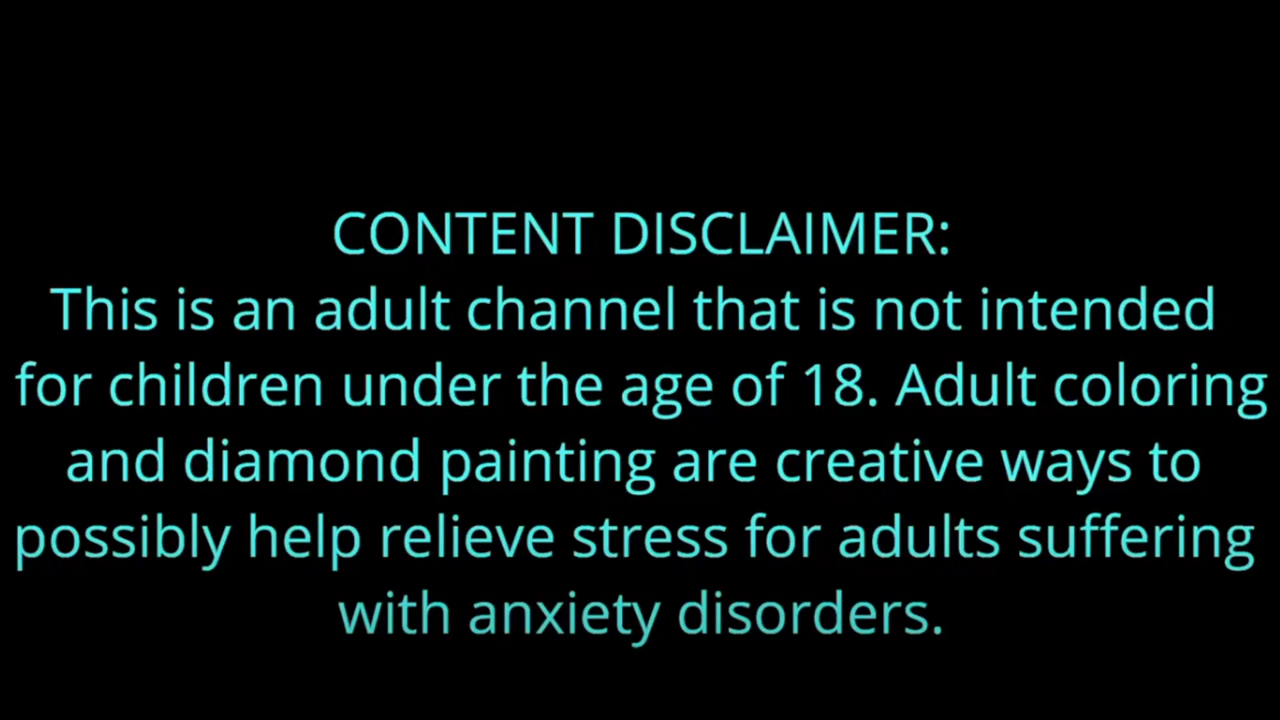 CONTENT DISCLAIMER:
This is an adult channel that is not intended
for children under the age of 18. Adult coloring
and diamond painting are creative ways to
possibly help relieve stress for adults suffering
with anxiety disorders.